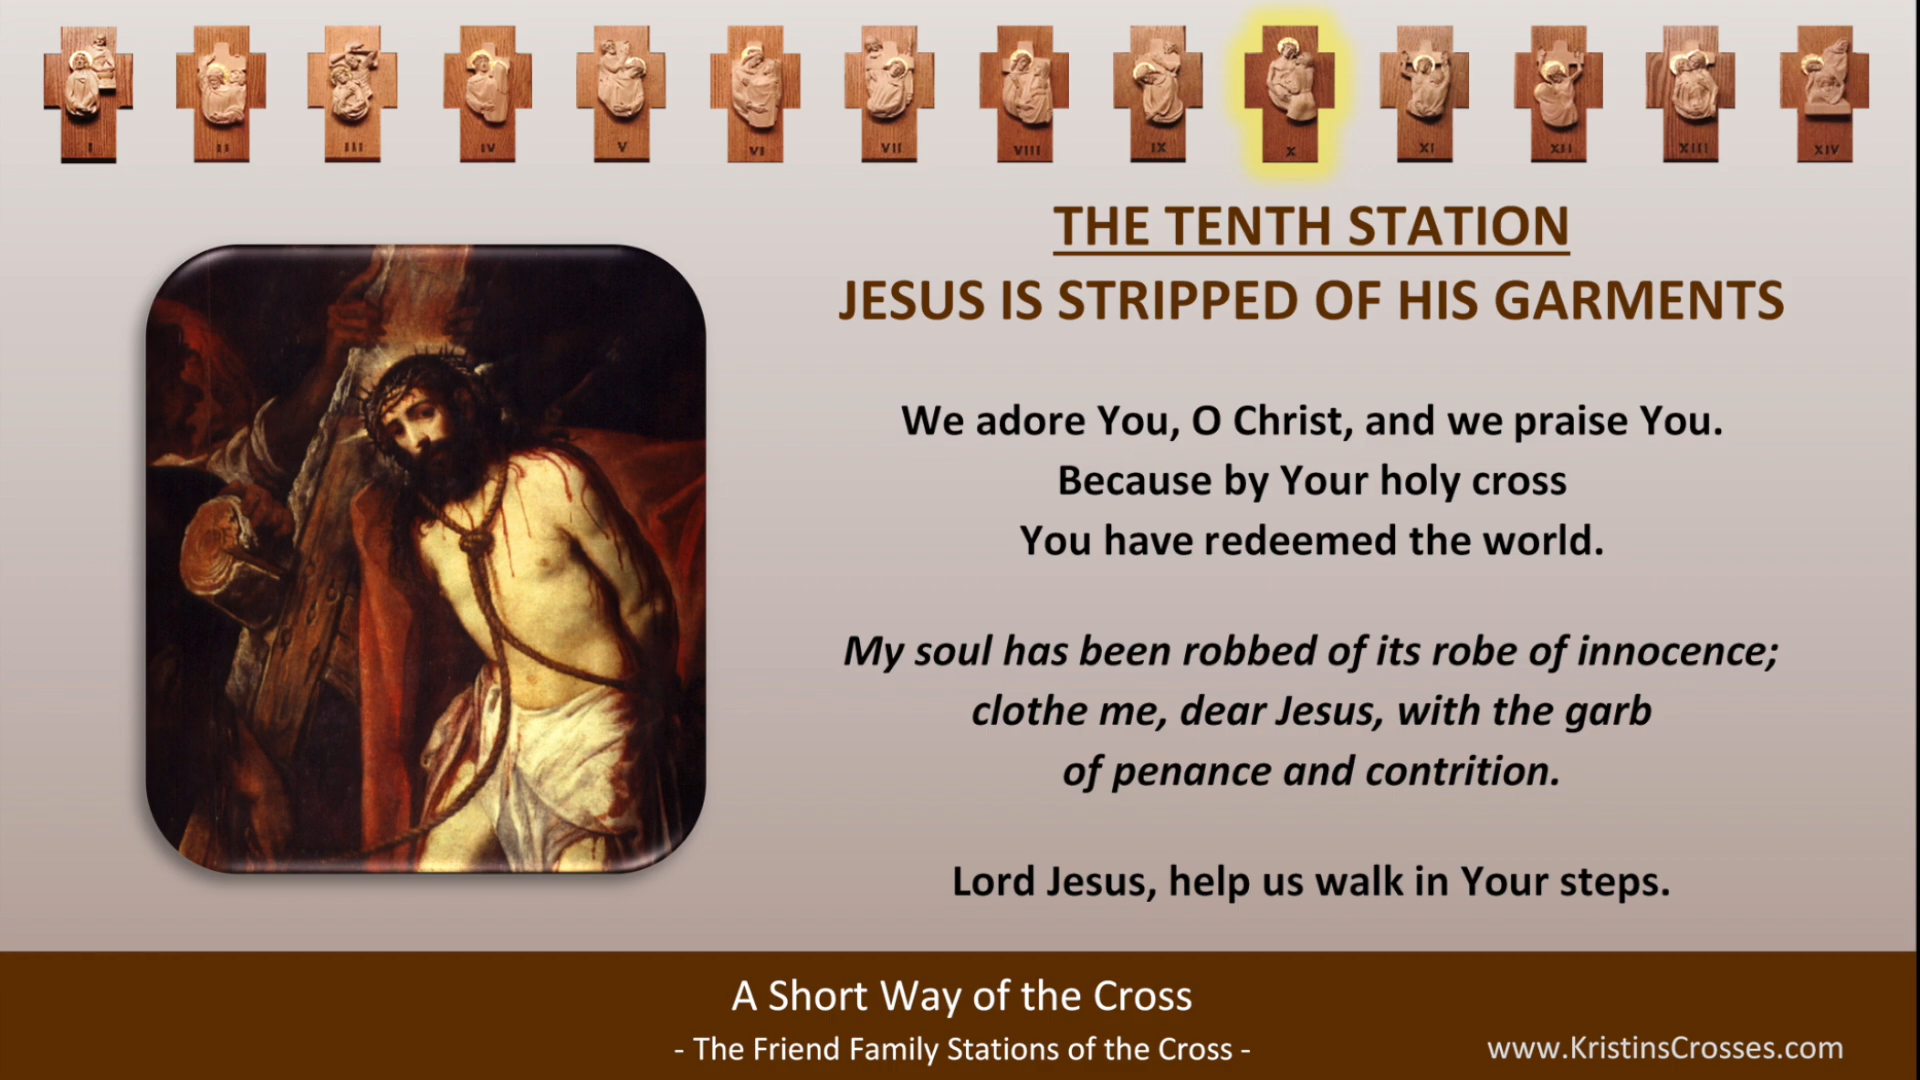 I II III IV V VI VII VIII IX X XI XII XIII XIV
THE TENTH STATION
JESUS IS STRIPPED OF HIS GARMENTS
We adore You, O Christ, and we praise You.
Because by Your holy cross
You have redeemed the world.
My soul has been robbed of its robe of innocence;
clothe me, dear Jesus, with the garb
of penance and contrition.
Lord Jesus, help us walk in Your steps.
A Short Way of the Cross
- The Friend Family Stations of the Cross -
www.KristinsCrosses.com